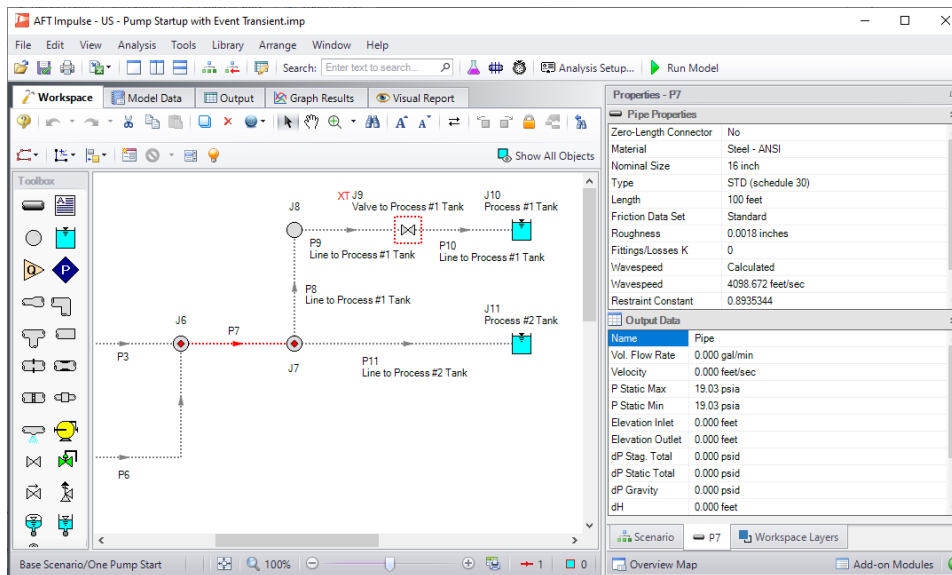 AFT Impulse - US - Pump Startup with Event Transient.imp
File Edit View Analysis Tools Library Arrange Window Help
Search: Enter text to search... Analysis Setup... Run Model
Workspace Model Data Output Graph Results Visual Report
A A
Show All Objects
Toolbox
Q P
XT J9
Valve to Process #1 Tank
J10
Process #1 Tank
J8
P9
Line to Process #1 Tank
P10
Line to Process #1 Tank
P8
Line to Process #1 Tank
J11
Process #2 Tank
J6
P7
J7
P3
P11
Line to Process #2 Tank
P6
Base Scenario/One Pump Start 100% 1 0
Properties - P7
Pipe Properties
Zero-Length Connector No
Material Steel - ANSI
Nominal Size 16 inch
Type STD (schedule 30)
Length 100 feet
Friction Data Set Standard
Roughness 0.0018 inches
Fittings/Losses K 0
Wavespeed Calculated
Wavespeed 4098.672 feet/sec
Restraint Constant 0.8935344
Output Data
Name Pipe
Vol. Flow Rate 0.000 gal/min
Velocity 0.000 feet/sec
P Static Max 19.03 psia
P Static Min 19.03 psia
Elevation Inlet 0.000 feet
Elevation Outlet 0.000 feet
dP Stag. Total 0.000 psid
dP Static Total 0.000 psid
dP Gravity 0.000 psid
dH 0.000 feet
Scenario P7 Workspace Layers
Overview Map Add-on Modules